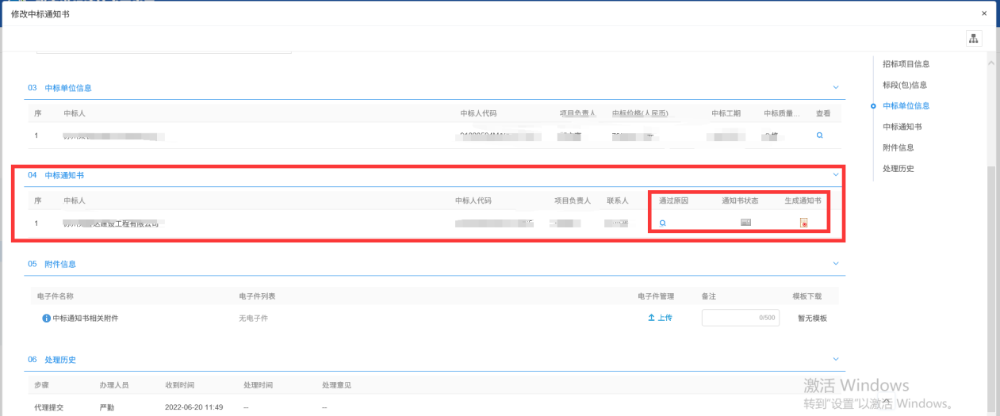 修改中标通知书
×
招标项目信息
标段(包)信息
中标单位信息
中标通知书
附件信息
处理历史
03 中标单位信息
序 中标人 中标人代码 项目负责人 中标价格(人民币) 中标工期 中标质量... 查看
1
04 中标通知书
序 中标人 中标人代码 项目负责人 联系人 通过原因 通知书状态 生成通知书
1 达建设工程有限公司
05 附件信息
电子件名称 电子件列表 电子件管理 备注 模板下载
中标通知书相关附件 无电子件 上传 0/500 暂无模板
06 处理历史
步骤 办理人员 收到时间 处理时间 处理意见
代理提交 严勤 2022-06-20 11:49 -- --
激活 Windows
转到"设置"以激活 Windows。